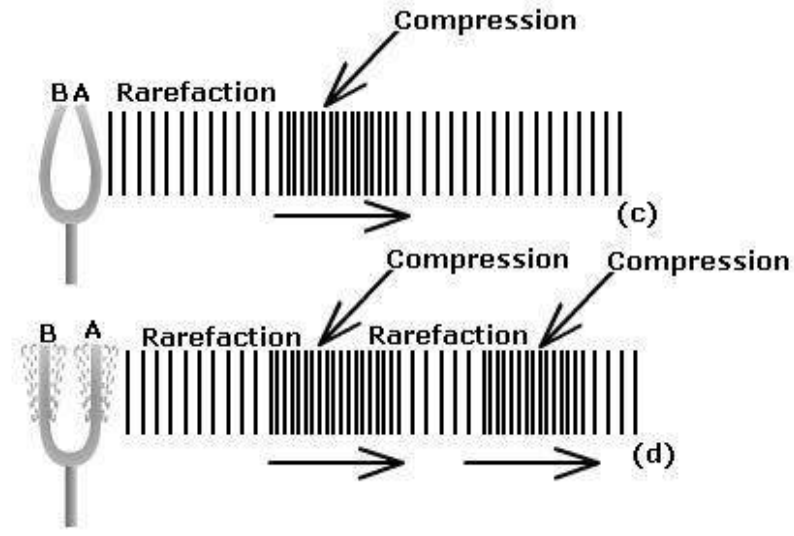 Compression
B A Rarefaction
(c)
Compression Compression
B A Rarefaction Rarefaction
(d)